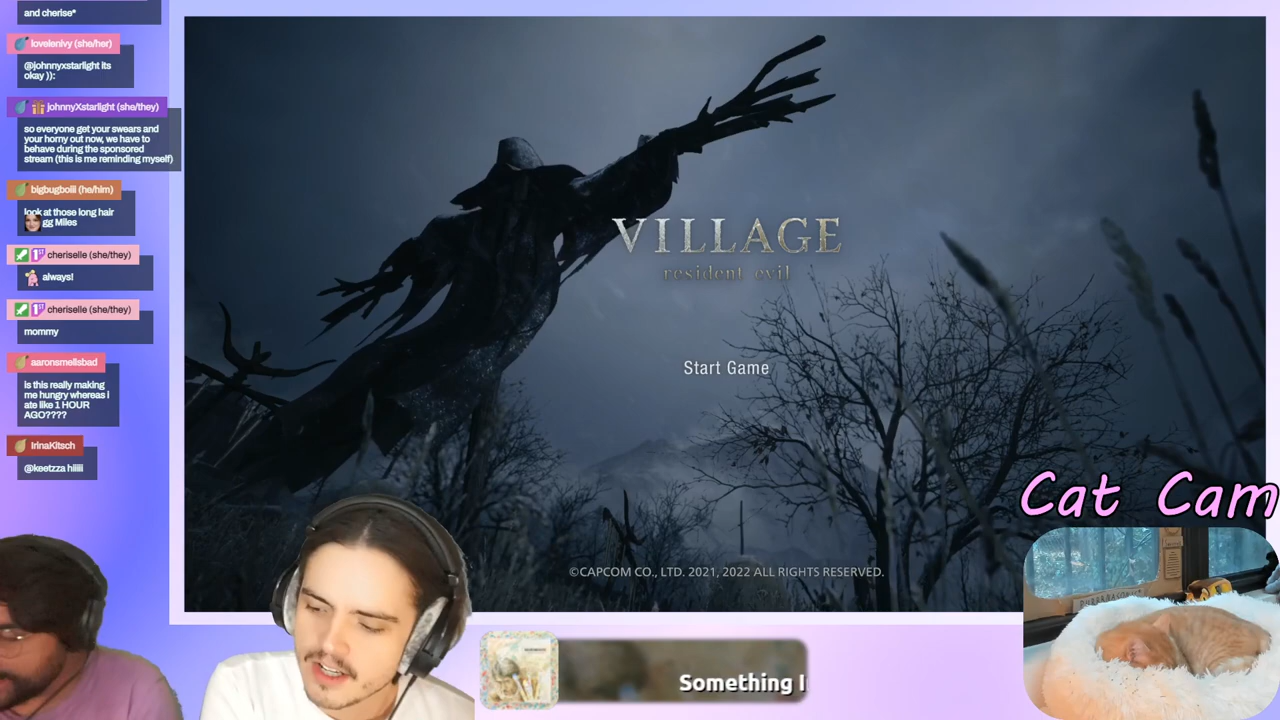 and cherise*
lovelenivy (she/her)
@johnnyxstarlight its
okay )):
johnnyXstarlight (she/they)
so everyone get your swears and
your horny out now, we have to
behave during the sponsored
stream (this is me reminding myself)
bigbugboiii (he/him)
look at those long hair
gg Miles
cheriselle (she/they)
always!
cheriselle (she/they)
mommy
aaronsmellsbad
is this really making
me hungry whereas i
ate like 1 HOUR
AGO????
IrinaKitsch
@keetzza hiiiii
VILLAGE
resident evil
Start Game
©CAPCOM CO., LTD. 2021, 2022 ALL RIGHTS RESERVED.
Cat Cam
Something I